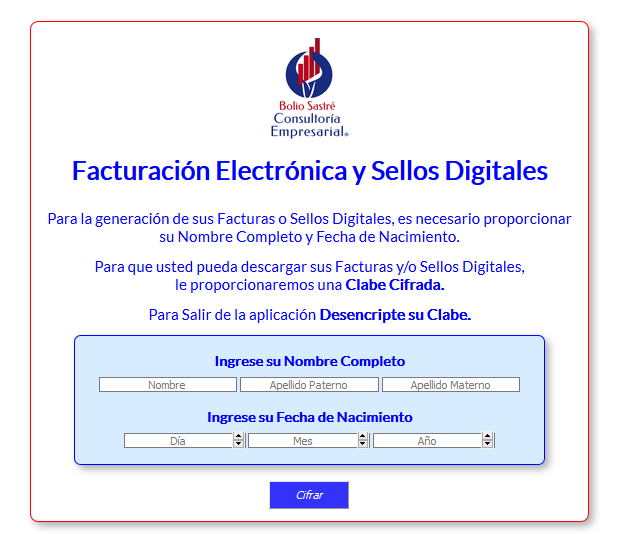 Bolio Sastré
Consultoría
Empresarial®
Facturación Electrónica y Sellos Digitales
Para la generación de sus Facturas o Sellos Digitales, es necesario proporcionar
su Nombre Completo y Fecha de Nacimiento.
Para que usted pueda descargar sus Facturas y/o Sellos Digitales,
le proporcionaremos una Clabe Cifrada.
Para Salir de la aplicación Desencripte su Clabe.
Ingrese su Nombre Completo
Nombre Apellido Paterno Apellido Materno
Ingrese su Fecha de Nacimiento
Día Mes Año
Cifrar